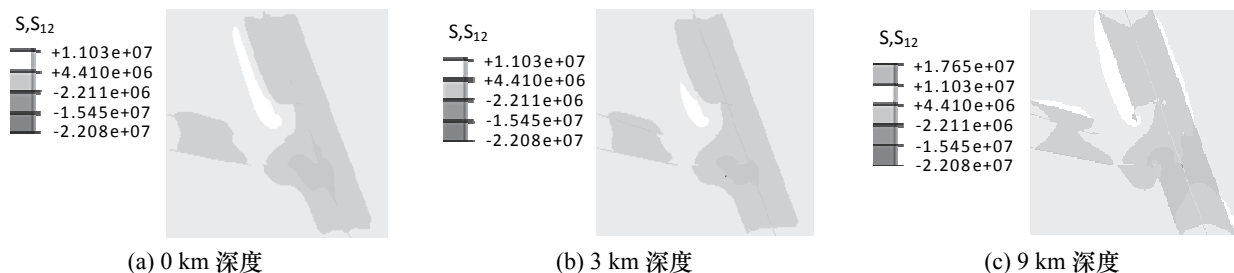 S,S12
+1.103e+07
+4.410e+06
-2.211e+06
-1.545e+07
-2.208e+07
(a) 0 km 深度
S,S12
+1.103e+07
+4.410e+06
-2.211e+06
-1.545e+07
-2.208e+07
(b) 3 km 深度
S,S12
+1.765e+07
+1.103e+07
+4.410e+06
-2.211e+06
-1.547e+07
-2.208e+07
(c) 9 km 深度